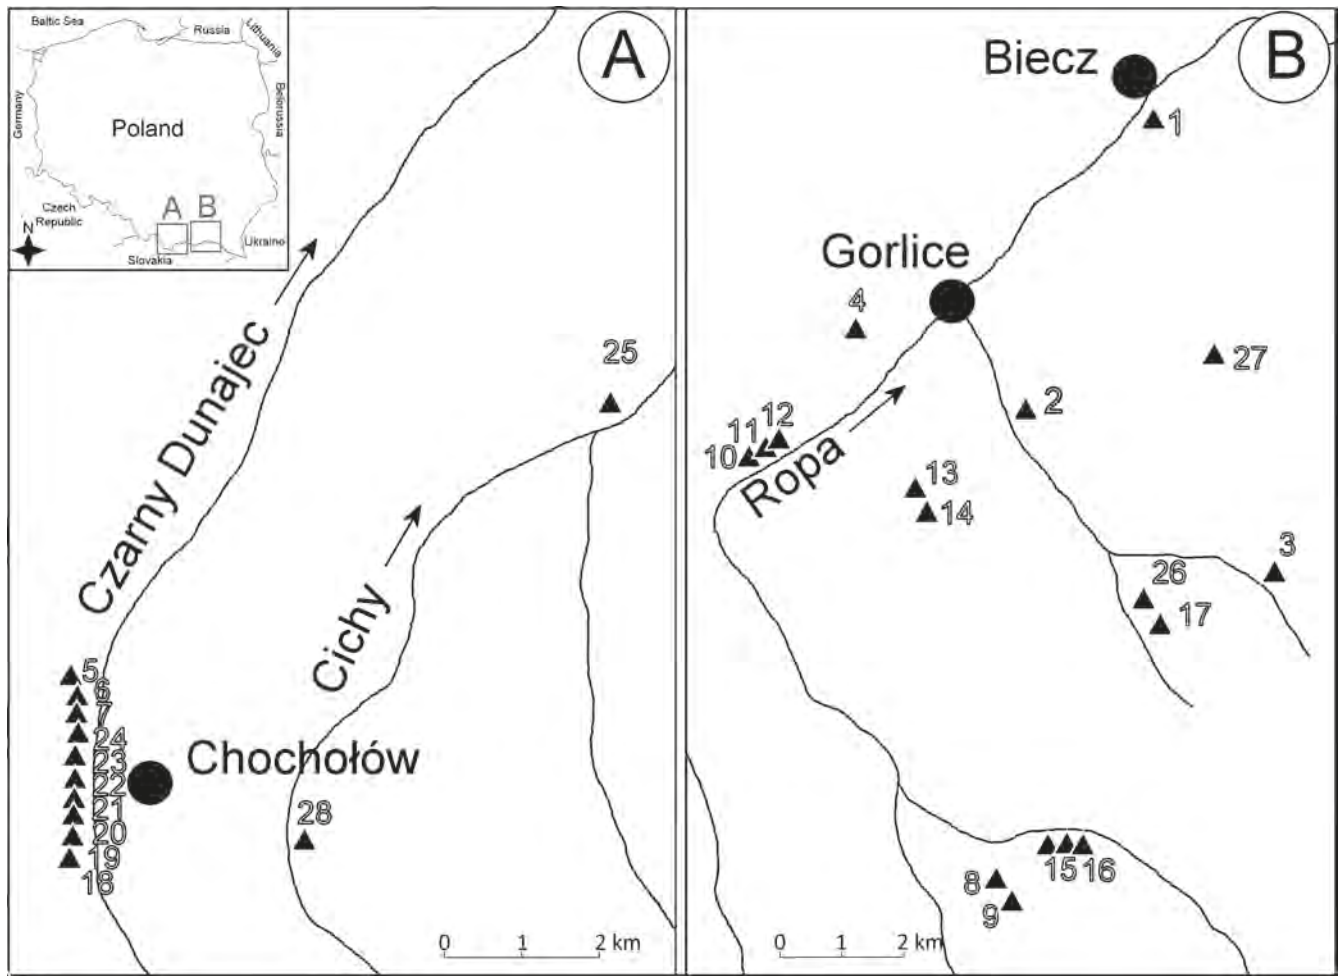 Baltic Sea
Russia
Lithuania
Germany
Belorussia
Poland
Czech
Republic
A
B
N
Slovakia
Ukraine
A
Czarny Dunajec
25
Cichy
5
6
7
24
23
22
21
20
19
18
Chochołów
28
0 1 2 km
B
Biecz
1
Gorlice
4
27
2
12
11
10
Ropa
13
14
3
26
17
15
16
8
9
0 1 2 km